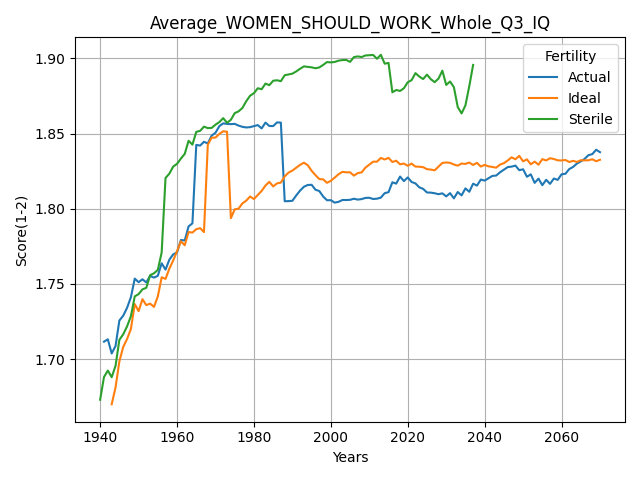 Average_WOMEN_SHOULD_WORK_Whole_Q3_IQ
Fertility
Actual
Ideal
Sterile
Score(1-2)
1.90
1.85
1.80
1.75
1.70
1940 1960 1980 2000 2020 2040 2060
Years